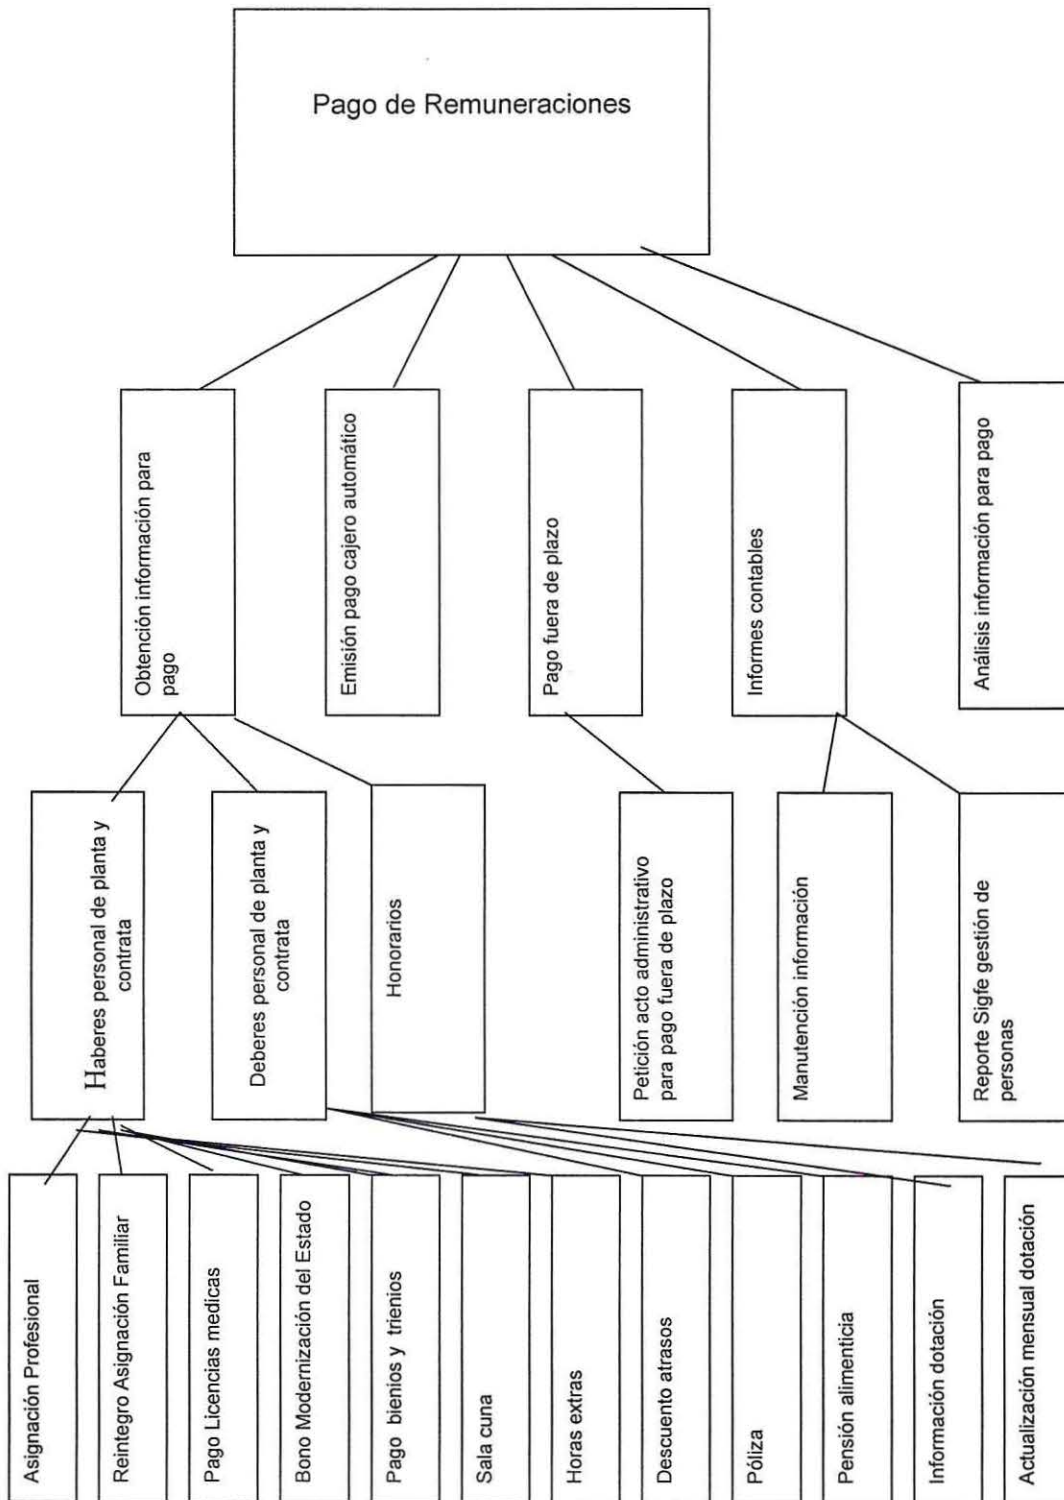 Pago de Remuneraciones
Obtención información para
pago
Emisión pago cajero automático
Pago fuera de plazo
Informes contables
Análisis información para pago
Haberes personal de planta y
contrata
Deberes personal de planta y
contrata
Honorarios
Petición acto administrativo
para pago fuera de plazo
Manutención información
Reporte Sigfe gestión de
personas
Asignación Profesional
Reintegro Asignación Familiar
Pago Licencias medicas
Bono Modernización del Estado
Pago bienios y trienios
Sala cuna
Horas extras
Descuento atrasos
Póliza
Pensión alimenticia
Información dotación
Actualización mensual dotación